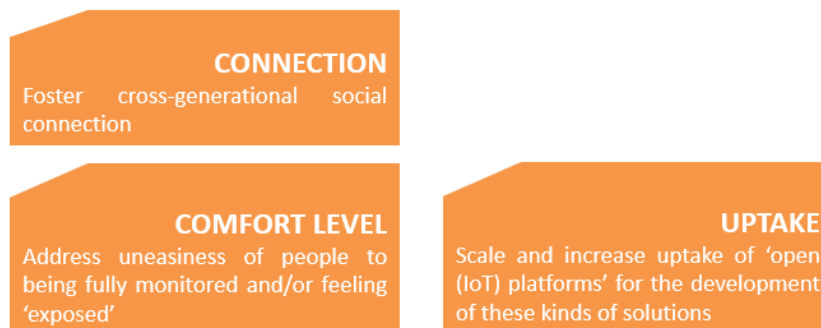 CONNECTION
Foster cross-generational social
connection
COMFORT LEVEL
Address uneasiness of people to
being fully monitored and/or feeling
‘exposed’
UPTAKE
Scale and increase uptake of ‘open
(IoT) platforms’ for the development
of these kinds of solutions